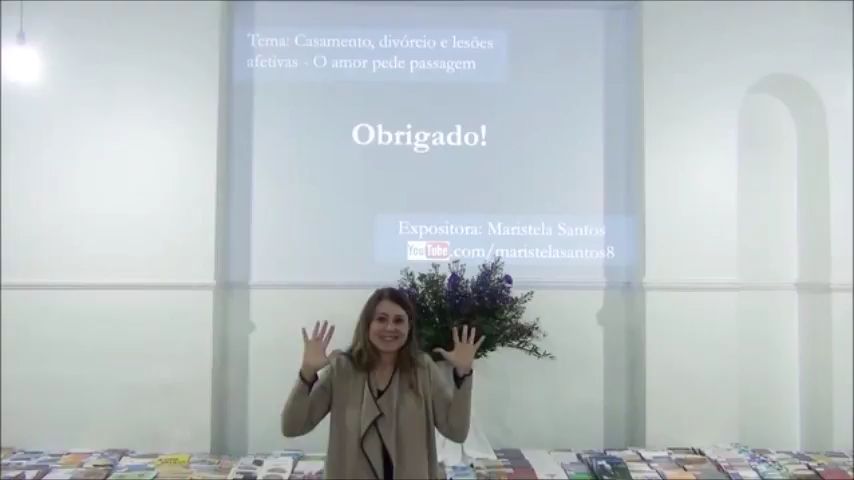 Tema: Casamento, divórcio e lesões
afetivas - O amor pede passagem
Obrigado!
Expositora: Maristela Santos
YouTube.com/maristelasantos8